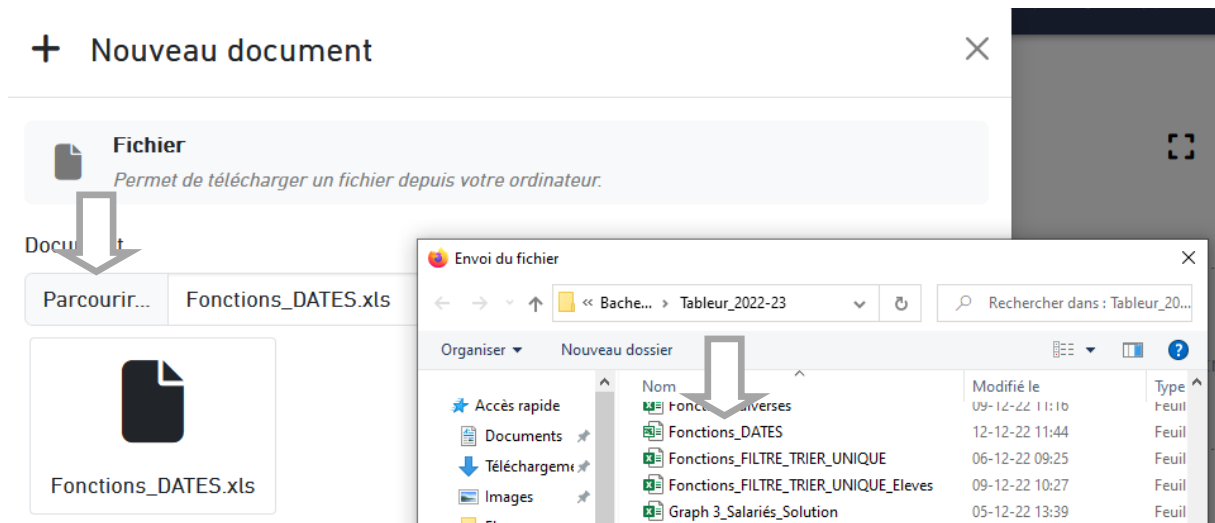 + Nouveau document
Fichier
Permet de télécharger un fichier depuis votre ordinateur.
Parcourir... Fonctions_DATES.xls
Fonctions_DATES.xls
Envoi du fichier
« Bache... › Tableur_2022-23
Rechercher dans : Tableur_20...
Organiser Nouveau dossier
Nom Modifié le Type
Accès rapide
Documents
Téléchargeme
Images
09-12-22 11:16 Feuil
Fonctions_DATES 12-12-22 11:44 Feuil
Fonctions_FILTRE_TRIER_UNIQUE 06-12-22 09:25 Feuil
Fonctions_FILTRE_TRIER_UNIQUE_Eleves 09-12-22 10:27 Feuil
Graph 3_Salariés_Solution 05-12-22 13:39 Feuil